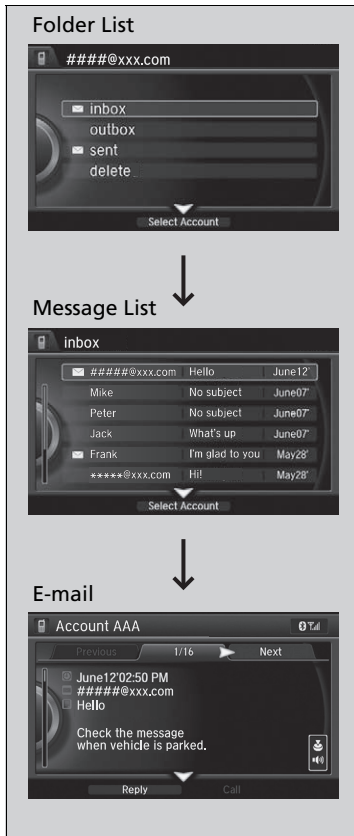 Folder List
####@xxx.com
inbox
outbox
sent
delete
Select Account
Message List
inbox
#####@xxx.com Hello June12'
Mike No subject June07'
Peter No subject June07'
Jack What's up June07'
Frank I'm glad to you May28'
*****@xxx.com Hi! May28'
Select Account
E-mail
Account AAA
Previous 1/16 Next
June12'02:50 PM
#####@xxx.com
Hello
Check the message
when vehicle is parked.
Reply Call